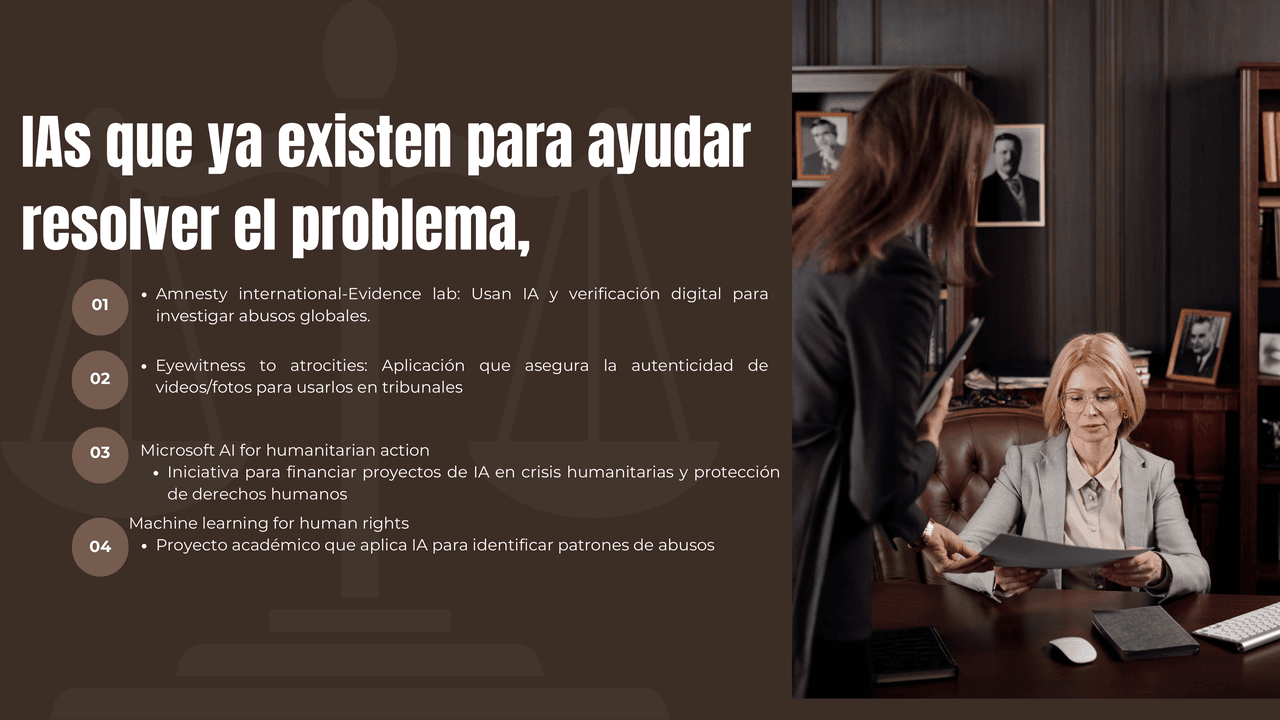 IAs que ya existen para ayudar
resolver el problema,
01
• Amnesty international-Evidence lab: Usan IA y verificación digital para
investigar abusos globales.
02
• Eyewitness to atrocities: Aplicación que asegura la autenticidad de
videos/fotos para usarlos en tribunales
03
Microsoft AI for humanitarian action
• Iniciativa para financiar proyectos de IA en crisis humanitarias y protección
de derechos humanos
04
Machine learning for human rights
• Proyecto académico que aplica IA para identificar patrones de abusos